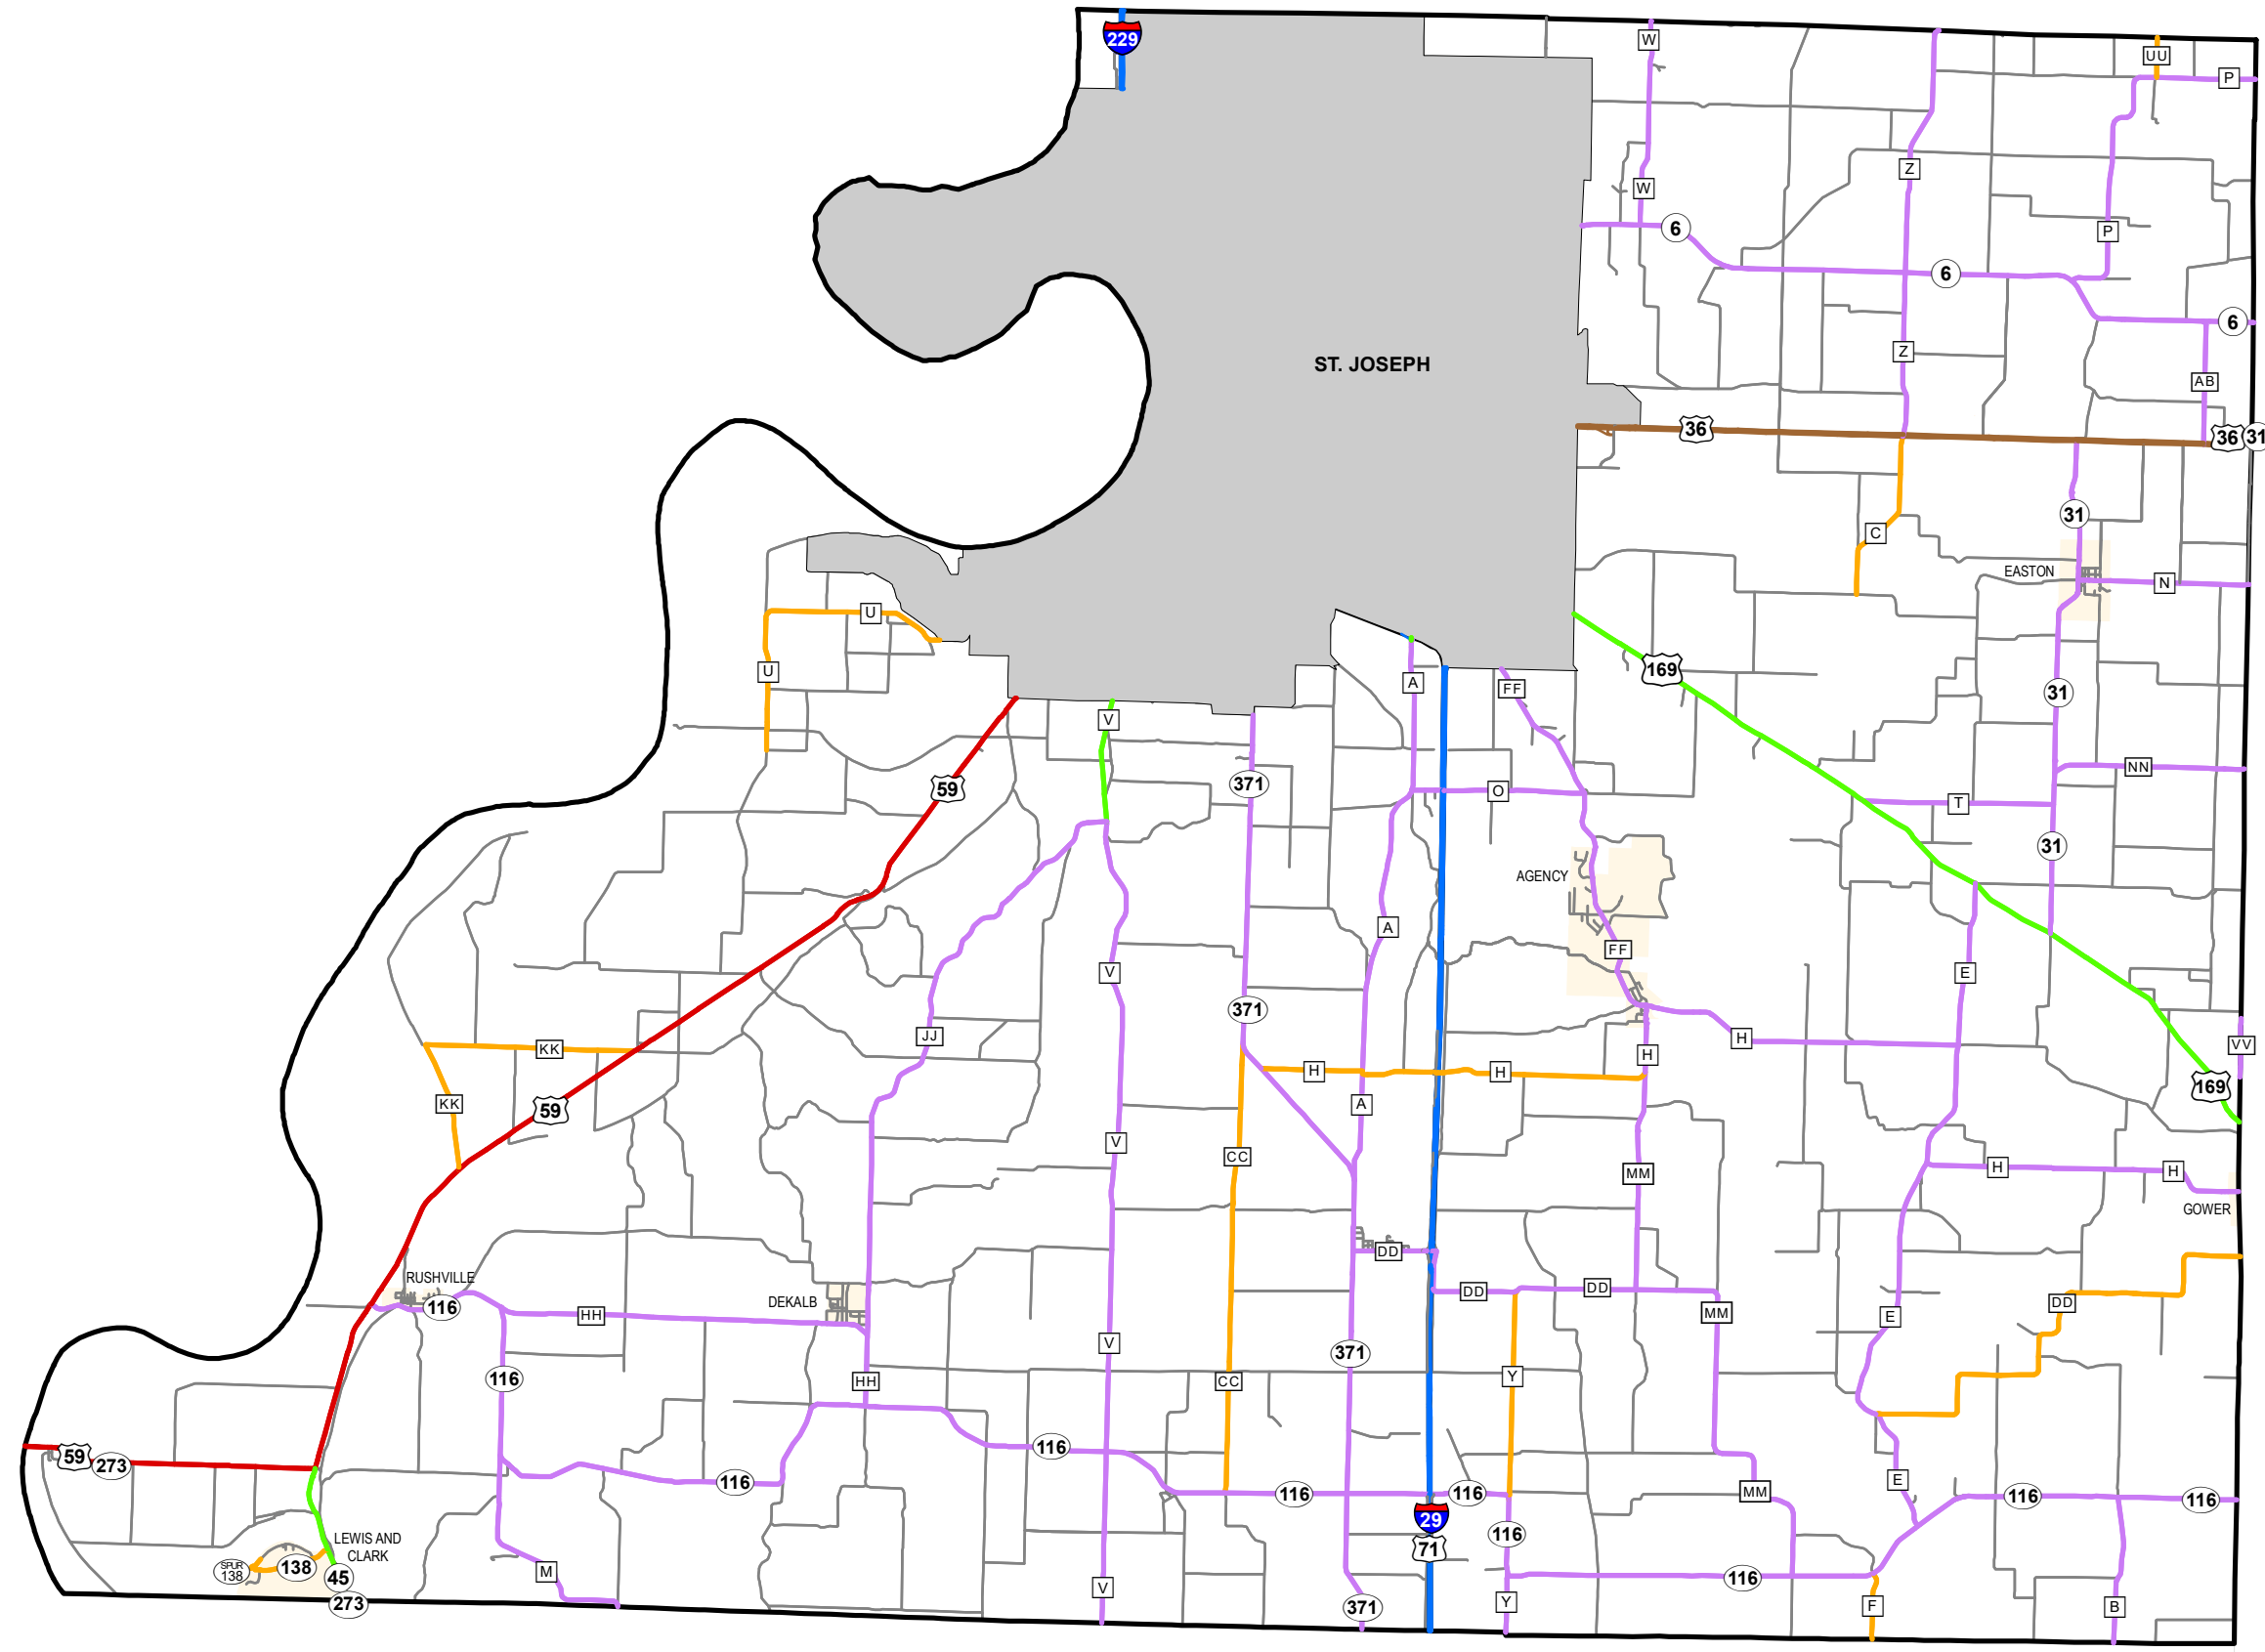 229
W
UU
P
Z
W
6
P
6
6
ST. JOSEPH
Z
AB
36
36
31
31
C
EASTON
N
U
169
U
A
FF
31
V
NN
371
59
O
T
31
AGENCY
A
FF
V
E
371
JJ
H
VV
KK
H
H
H
169
KK
A
59
V
CC
MM
H
H
GOWER
DD
RUSHVILLE
DD
DD
DEKALB
DD
116
HH
MM
E
V
371
Y
116
HH
CC
116
59
273
116
E
116
116
MM
116
116
29
116
LEWIS AND
CLARK
71
138
SPUR
138
M
45
116
V
273
371
Y
F
B